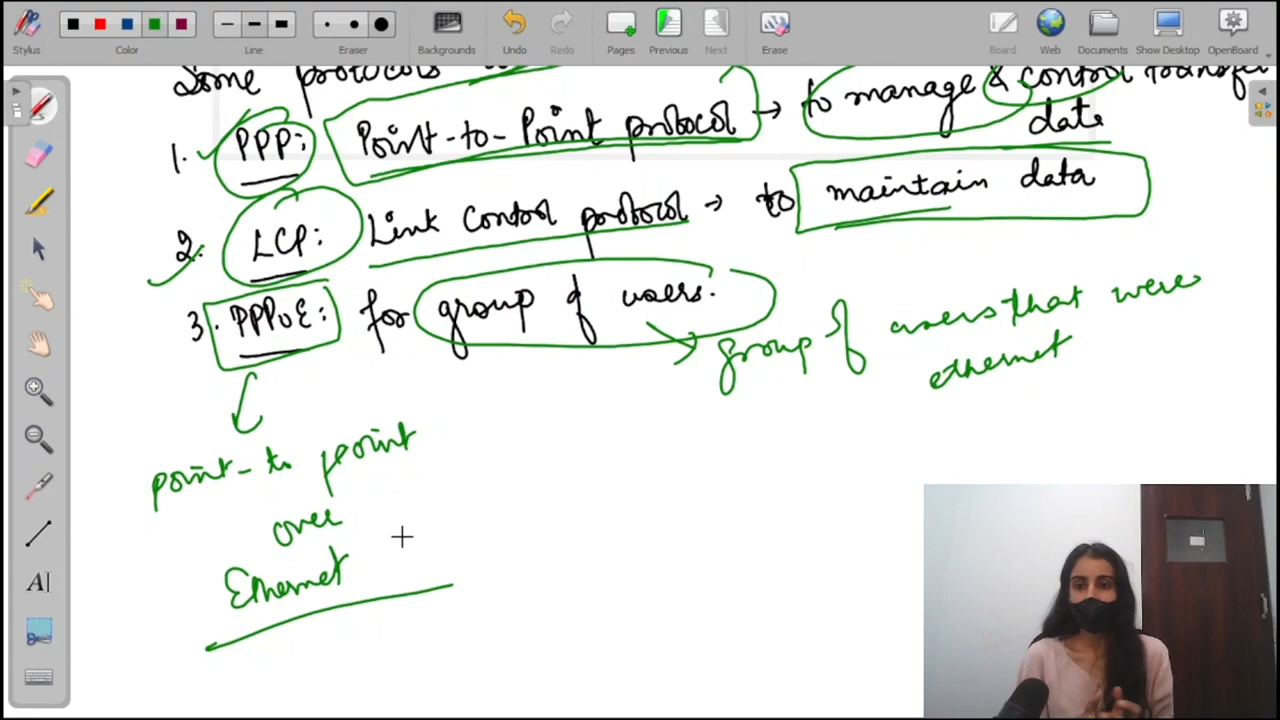 Stylus
Color
Line
Eraser
Backgrounds
Undo
Redo
Pages
Previous
Next
Erase
Board
Web
Documents
Show Desktop
OpenBoard
Some protocols
1. PPP: Point-to-Point protocol → to manage & control transfer
data
2. LCP: Link Control protocol → to maintain data
3. PPPoE: for group of users.
group of users that were
ethernet
point-to point
over
Ethernet